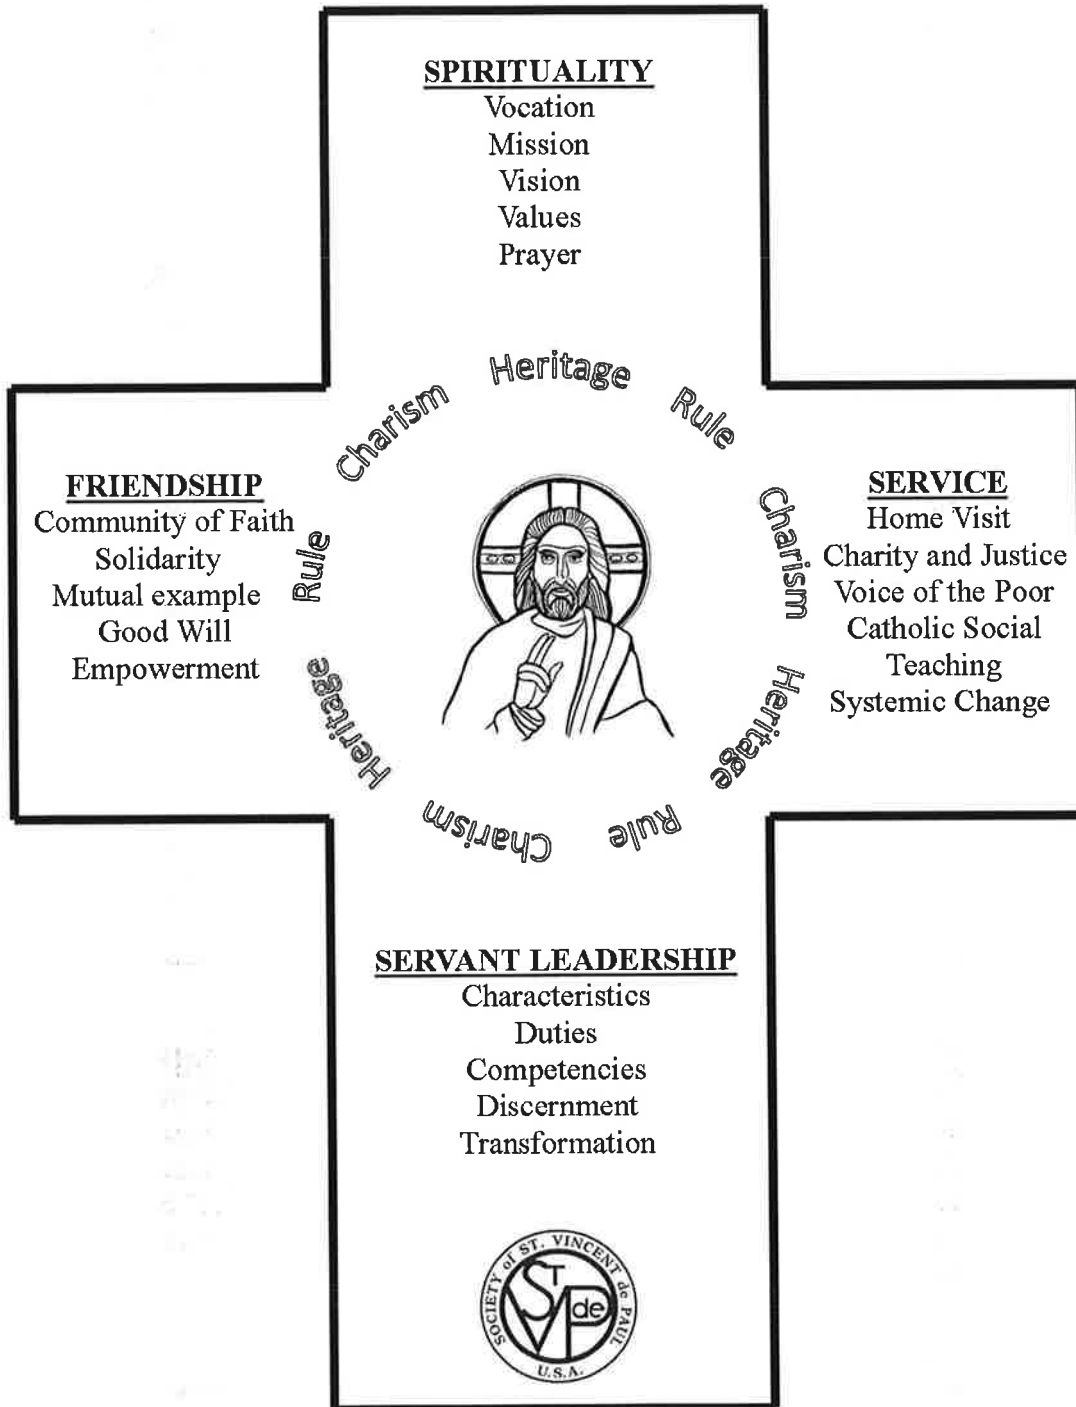 SPIRITUALITY
Vocation
Mission
Vision
Values
Prayer
Heritage
Rule
Charism
Heritage
Rule
Charism
Heritage
Rule
Charism
FRIENDSHIP
Community of Faith
Solidarity
Mutual example
Good Will
Empowerment
SERVICE
Home Visit
Charity and Justice
Voice of the Poor
Catholic Social
Teaching
Systemic Change
SERVANT LEADERSHIP
Characteristics
Duties
Competencies
Discernment
Transformation
SOCIETY of ST. VINCENT de PAUL
U.S.A.
ST
V de P